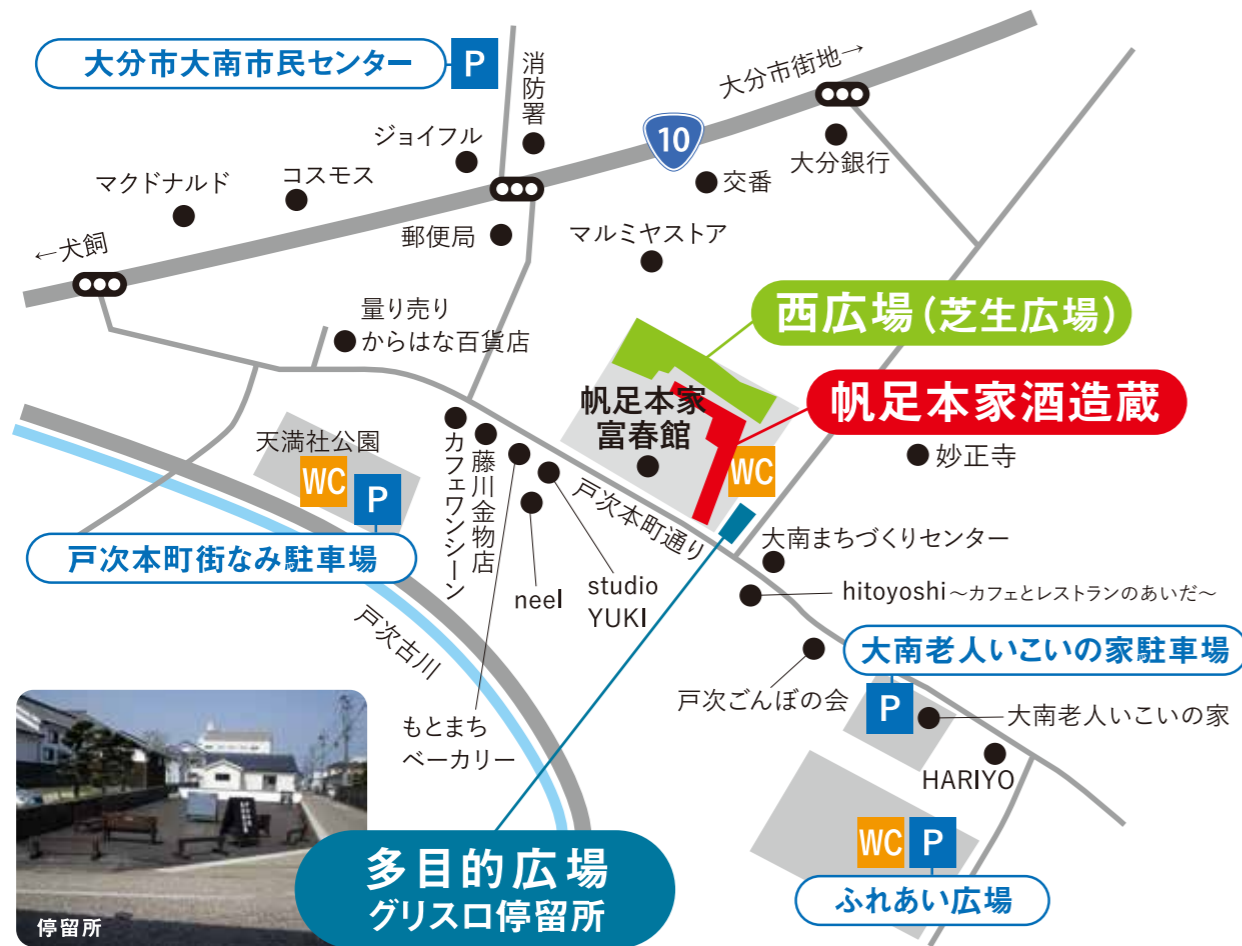 大分市大南市民センター
P
消防署
大分市街地→
10
ジョイフル
大分銀行
コスモス
交番
マクドナルド
郵便局
マルミヤストア
←犬飼
量り売り
からはな百貨店
西広場(芝生広場)
帆足本家酒造蔵
帆足本家
富春館
妙正寺
天満社公園
WC
P
WC
カフェワンシーン
藤川金物店
戸次本町通り
大南まちづくりセンター
戸次本町街なみ駐車場
neel
studio
YUKI
hitoyoshi〜カフェとレストランのあいだ〜
戸次古川
大南老人いこいの家駐車場
P
戸次ごんぼの会
大南老人いこいの家
もとまち
ベーカリー
HARIYO
WC
P
多目的広場
グリスロ停留所
ふれあい広場
停留所